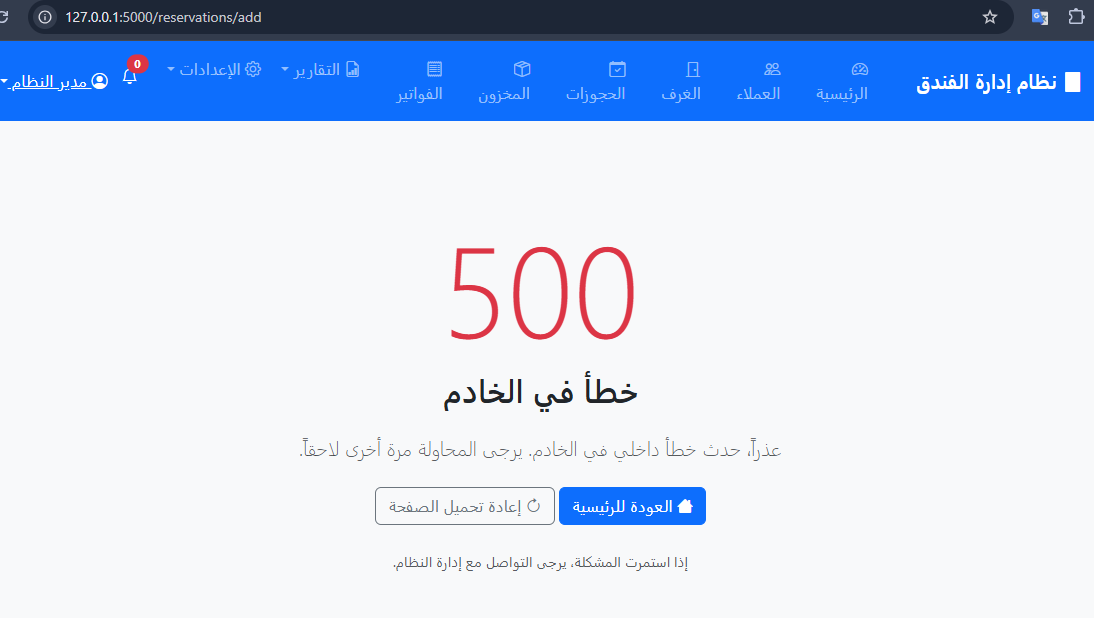 127.0.0.1:5000/reservations/add
نظام إدارة الفندق
الرئيسية
العملاء
الغرف
الحجوزات
المخزون
الفواتير
التقارير
الإعدادات
0
مدير النظام
500
خطأ في الخادم
عذراً، حدث خطأ داخلي في الخادم. يرجى المحاولة مرة أخرى لاحقاً.
العودة للرئيسية
إعادة تحميل الصفحة
إذا استمرت المشكلة، يرجى التواصل مع إدارة النظام.